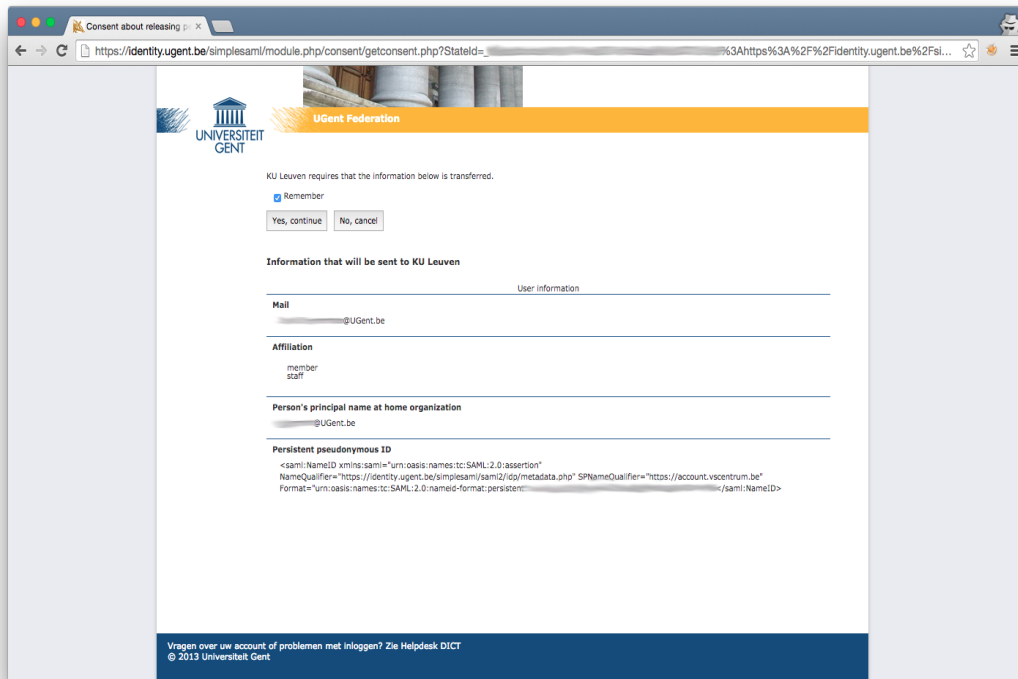 Consent about releasing pe
https://identity.ugent.be/simplesaml/module.php/consent/getconsent.php?StateId=_ %3Ahttps%3A%2F%2Fidentity.ugent.be%2Fsi...
UGent Federation
UNIVERSITEIT
GENT
KU Leuven requires that the information below is transferred.
Remember
Yes, continue No, cancel
Information that will be sent to KU Leuven
User information
Mail
@UGent.be
Affiliation
member
staff
Person's principal name at home organization
@UGent.be
Persistent pseudonymous ID
<saml:NameID xmlns:saml="urn:oasis:names:tc:SAML:2.0:assertion"
NameQualifier="https://identity.ugent.be/simplesaml/saml2/idp/metadata.php" SPNameQualifier="https://account.vscentrum.be"
Format="urn:oasis:names:tc:SAML:2.0:nameid-format:persistent </saml:NameID>
Vragen over uw account of problemen met inloggen? Zie Helpdesk DICT
© 2013 Universiteit Gent